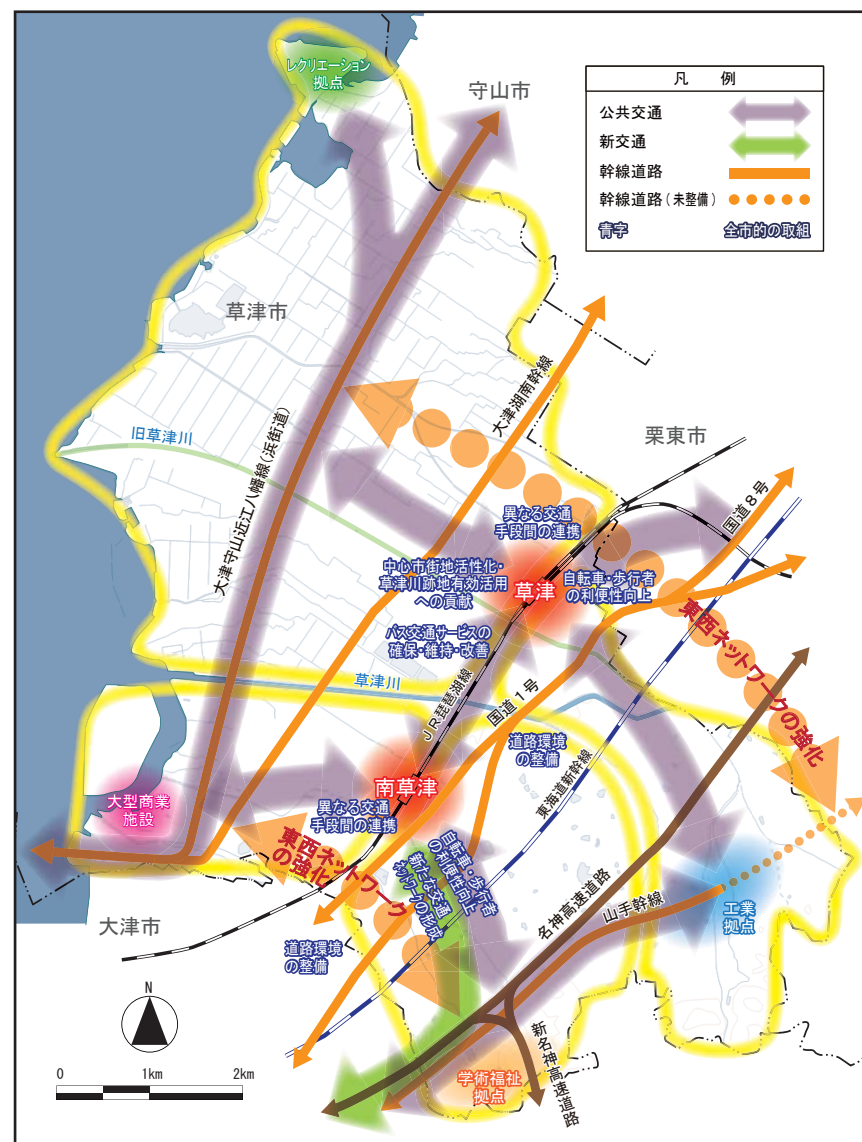 レクリエーション
拠点
守山市
凡　例
公共交通
新交通
幹線道路
幹線道路(未整備)
青字
全市的の取組
草津市
大津湖南幹線
旧草津川
大津守山近江八幡線(浜街道)
栗東市
国道８号
異なる交通
手段間の連携
中心市街地活性化・
草津川跡地有効活用
への貢献
草津
自転車・歩行者
の利便性向上
バス交通サービスの
確保・維持・改善
東西ネットワークの強化
草津川
ＪＲ琵琶湖線
国道１号
道路環境
の整備
東海道新幹線
南草津
大型商業
施設
異なる交通
手段間の連携
東西ネットワーク
の強化
自転車・歩行者
の利便性向上
新たな交通
ネットワークの形成
名神高速道路
山手幹線
工業
拠点
大津市
道路環境
の整備
N
0
1km
2km
新名神高速道路
学術福祉
拠点